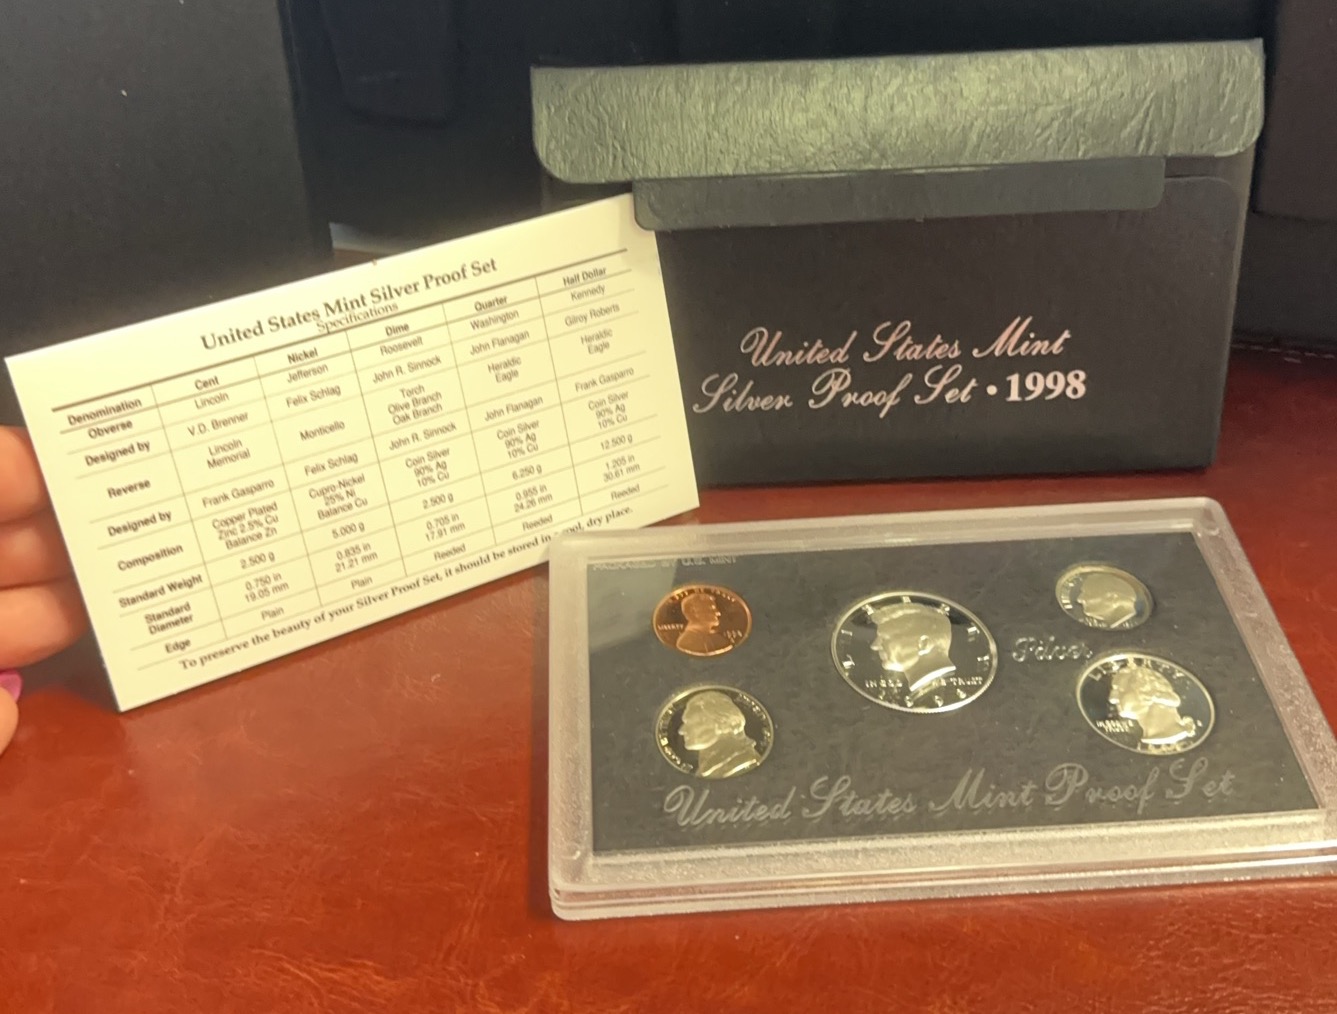 United States Mint Silver Proof Set
Specifications
Denomination Cent Nickel Dime Quarter Half Dollar
Obverse Lincoln Jefferson Roosevelt Washington Kennedy
Designed by V.D. Brenner Felix Schlag John R. Sinnock John Flanagan Gilroy Roberts
Reverse Lincoln Memorial Monticello Torch Olive Branch Oak Branch Heraldic Eagle Heraldic Eagle
Designed by Frank Gasparro Felix Schlag John R. Sinnock John Flanagan Frank Gasparro
Composition Copper Plated Zinc 2.5% Cu Balance Zn Cupro-Nickel 25% Ni Balance Cu Coin Silver 90% Ag 10% Cu Coin Silver 90% Ag 10% Cu Coin Silver 90% Ag 10% Cu
Standard Weight 2.500 g 5.000 g 2.500 g 6.250 g 12.500 g
Standard Diameter 0.750 in 19.05 mm 0.835 in 21.21 mm 0.705 in 17.91 mm 0.955 in 24.26 mm 1.205 in 30.61 mm
Edge Plain Plain Reeded Reeded Reeded
To preserve the beauty of your Silver Proof Set, it should be stored in a cool, dry place.
United States Mint
Silver Proof Set • 1998
PACKAGED BY U.S. MINT
LIBERTY
1998
IN GOD WE TRUST
1998
Silver
LIBERTY
United States Mint Proof Set